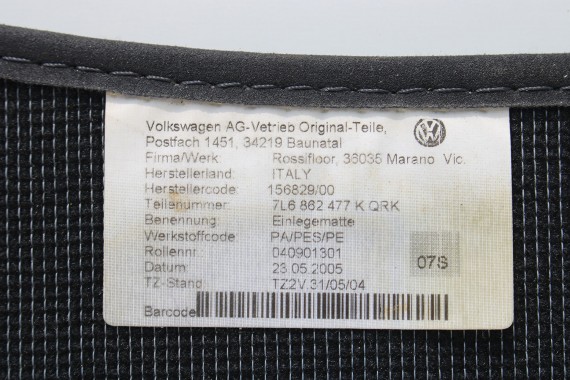 Volkswagen AG-Vetrieb Original-Teile,
Postfach 1451, 34219 Baunatal
Firma/Werk: Rossifloor, 36035 Marano Vic.
Herstellerland: ITALY
Herstellercode: 156829/00
Teilenummer: 7L6 862 477 K QRK
Benennung: Einlegematte
Werkstoffcode PA/PES/PE
Rollennr.: 040901301
Datum: 23.05.2005
07S
TZ-Stand: TZ2V 31/05/04
Barcode